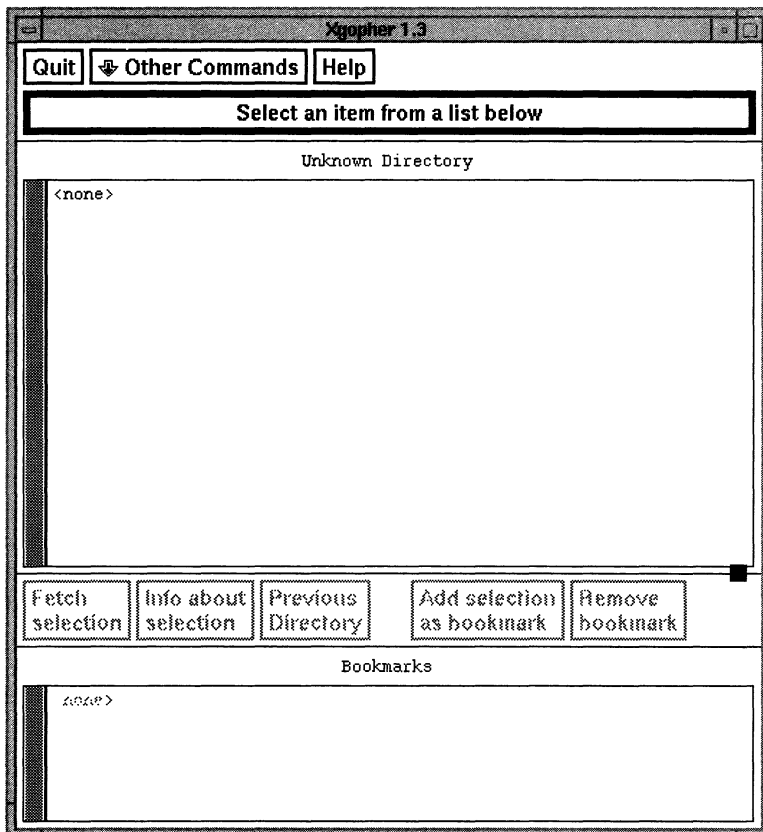 Xgopher 1.3
Quit Other Commands Help
Select an item from a list below
Unknown Directory
<none>
Fetch selection
Info about selection
Previous Directory
Add selection as bookmark
Remove bookmark
Bookmarks
none>